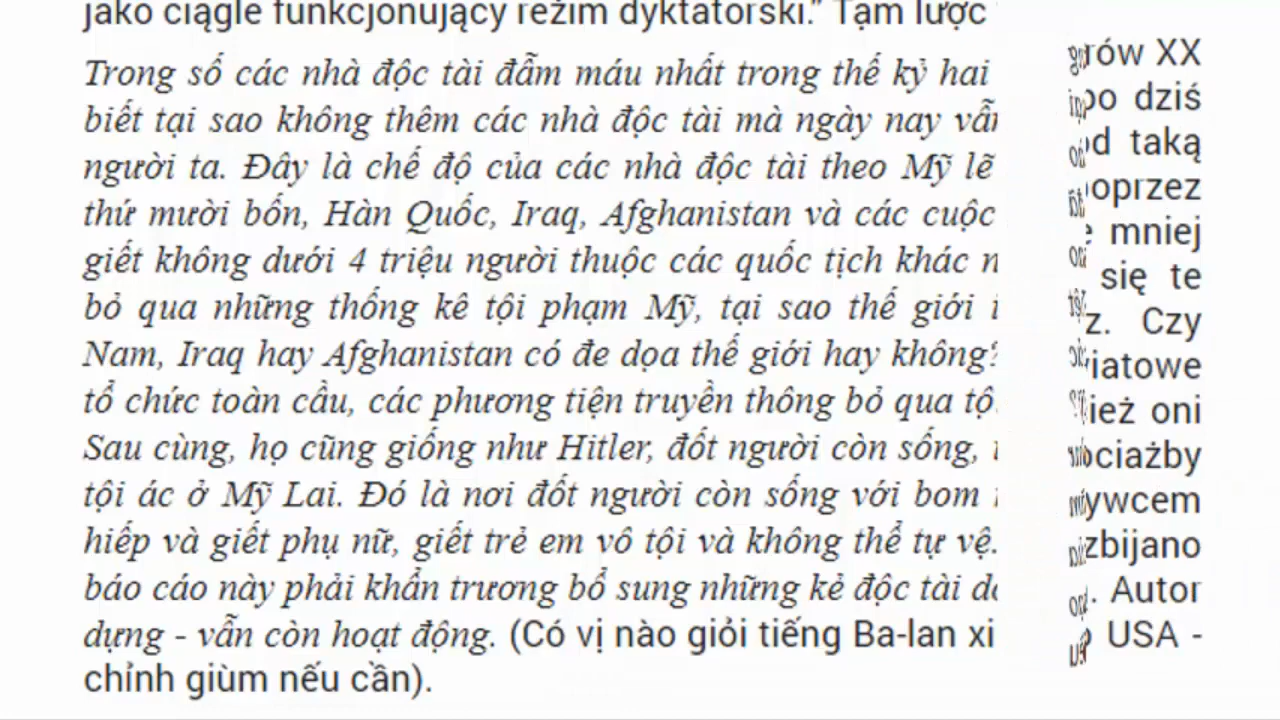 jako ciągle funkcjonujący reżim dyktatorski." Tạm lược
Trong số các nhà độc tài đẫm máu nhất trong thế kỷ hai
biết tại sao không thêm các nhà độc tài mà ngày nay
người ta. Đây là chế độ của các nhà độc tài theo Mỹ lẽ
thứ mười bốn, Hàn Quốc, Iraq, Afghanistan và các cuộc
giết không dưới 4 triệu người thuộc các quốc tịch khác
bỏ qua những thống kê tội phạm Mỹ, tại sao thế giới
Nam, Iraq hay Afghanistan có đe dọa thế giới hay không?
tổ chức toàn cầu, các phương tiện truyền thông bỏ qua
Sau cùng, họ cũng giống như Hitler, đốt người còn sống,
tội ác ở Mỹ Lai. Đó là nơi đốt người còn sống với bom
hiếp và giết phụ nữ, giết trẻ em vô tội và không thể tự vệ.
báo cáo này phải khẩn trương bổ sung những kẻ độc tài
dựng - vẫn còn hoạt động. (Có vị nào giỏi tiếng Ba-lan xi
chỉnh giùm nếu cần).
XX
po dziś
od taką
poprzez
mniej
się te
Czy
ież oni
ywcem
zbijano
. Autor
USA -